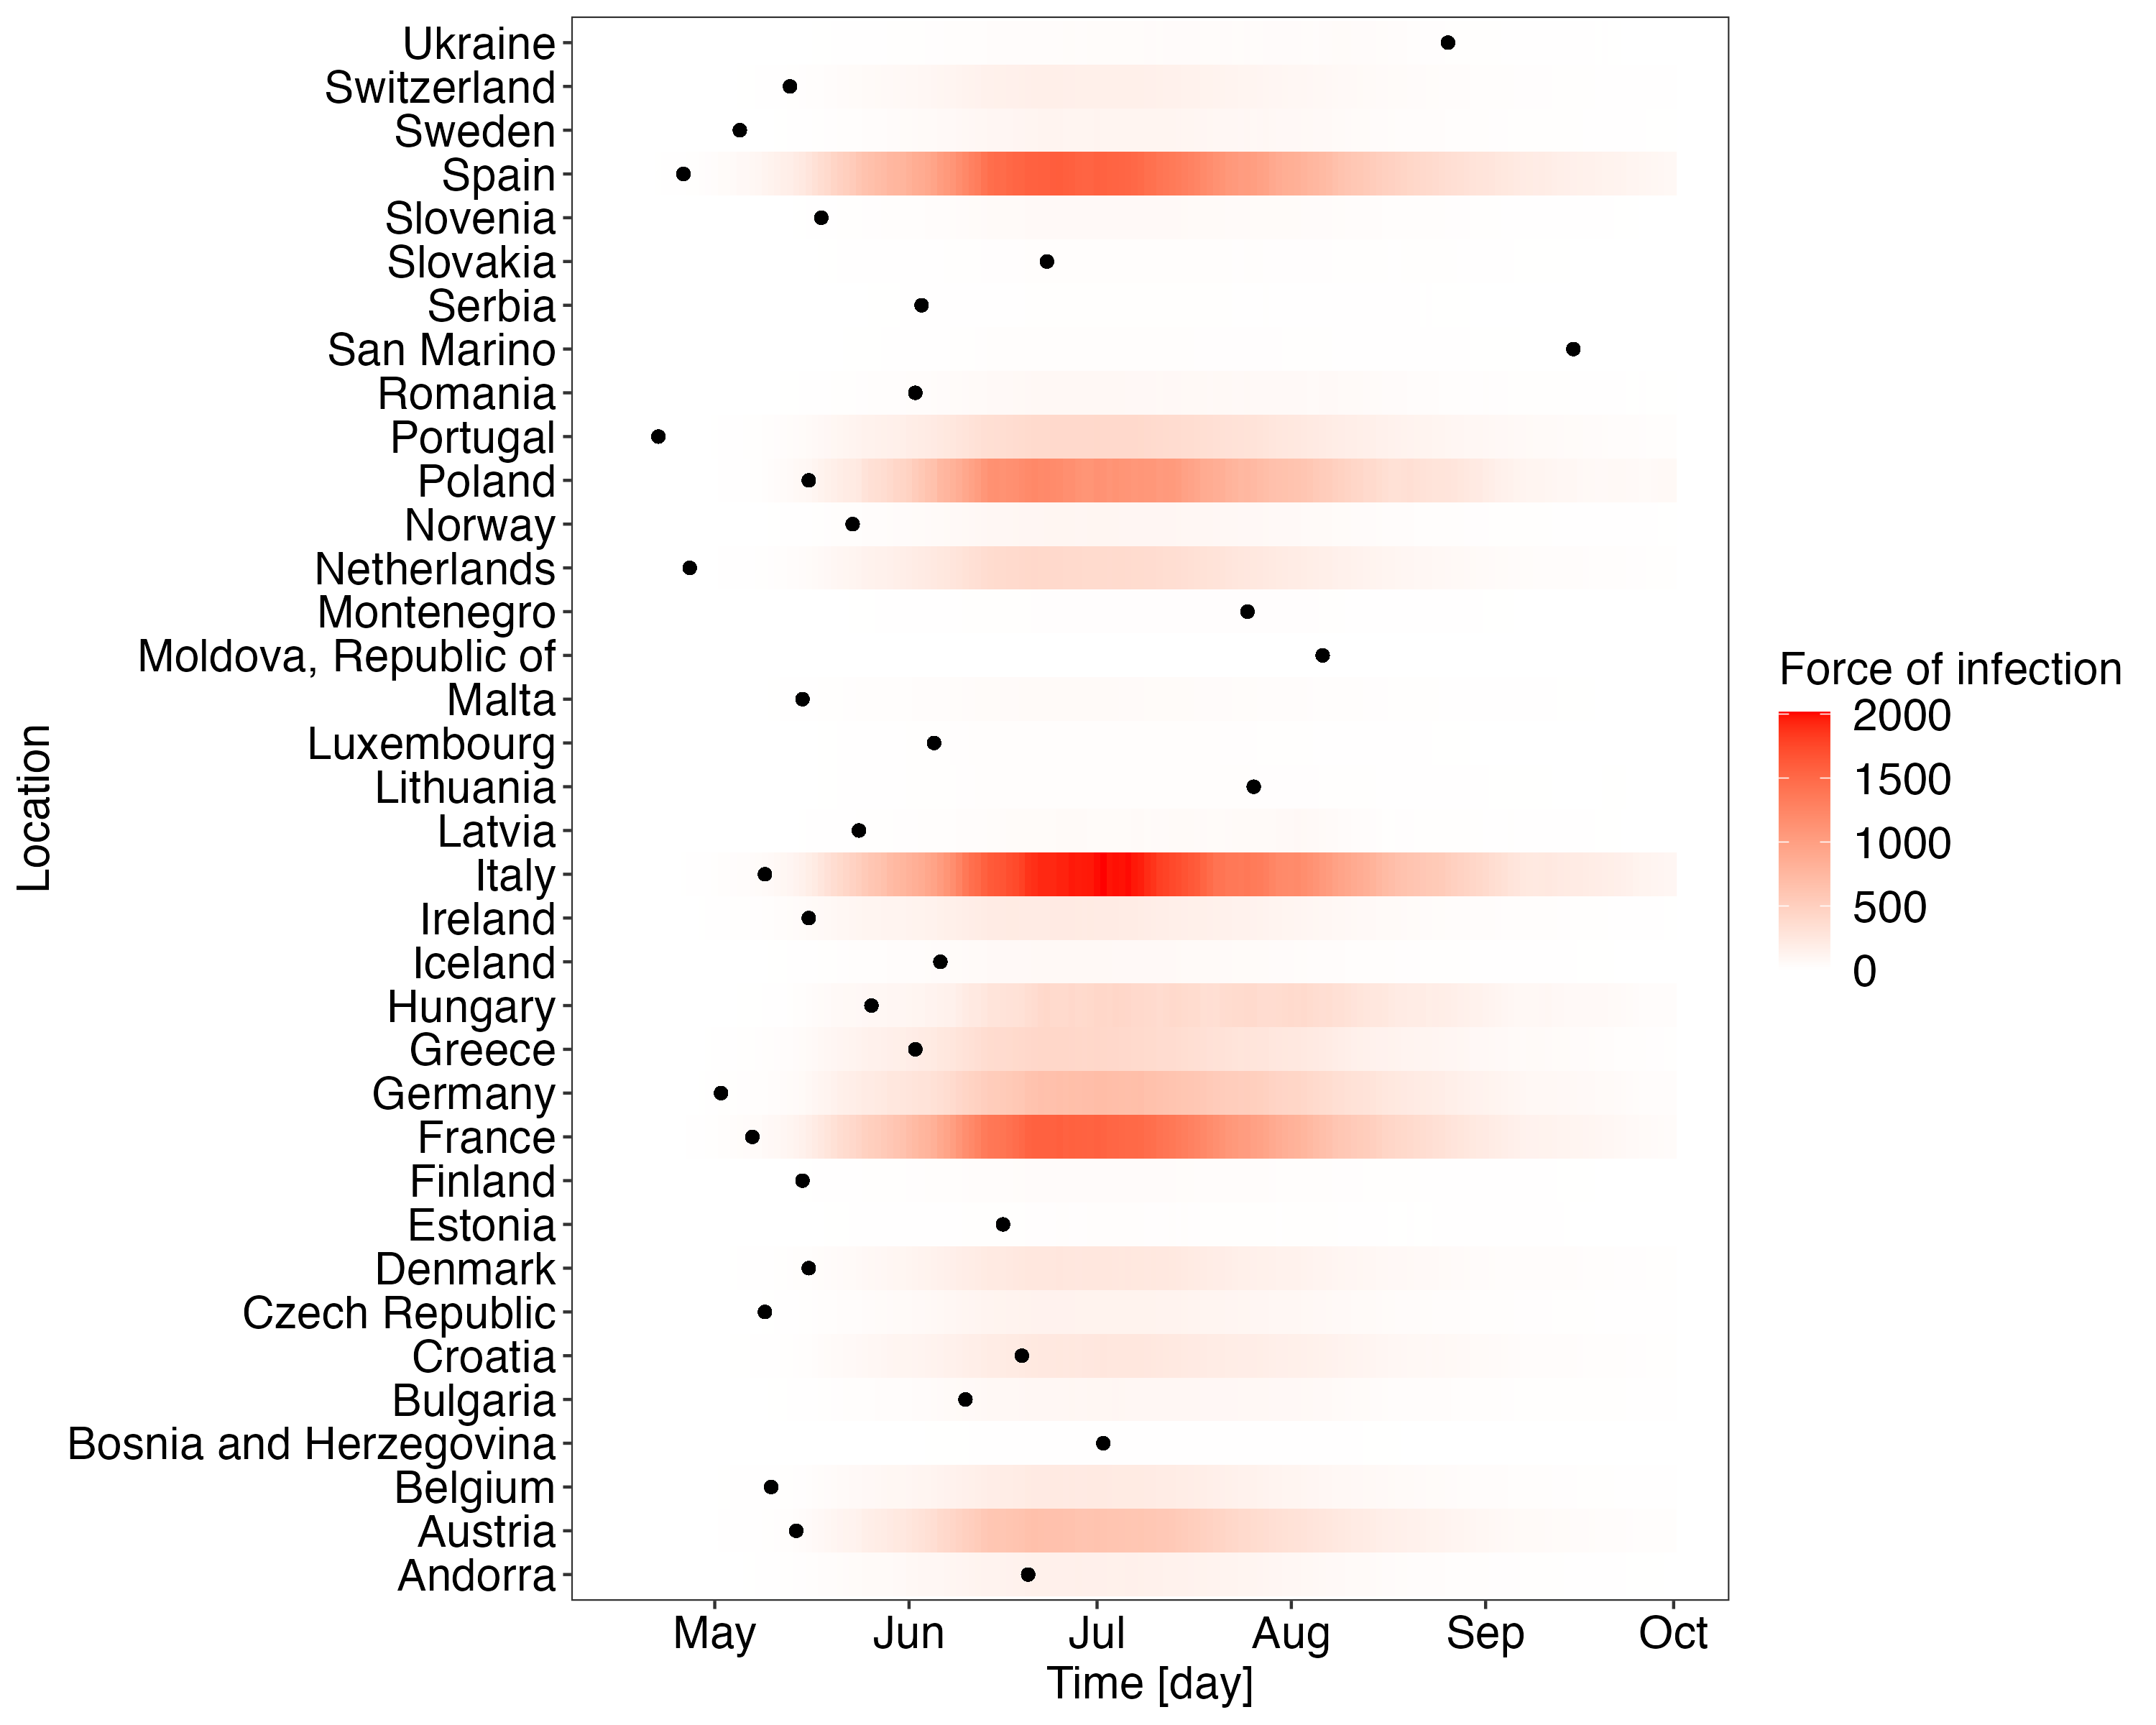 Ukraine
Switzerland
Sweden
Spain
Slovenia
Slovakia
Serbia
San Marino
Romania
Portugal
Poland
Norway
Netherlands
Montenegro
Moldova, Republic of
Malta
Luxembourg
Lithuania
Latvia
Italy
Ireland
Iceland
Hungary
Greece
Germany
France
Finland
Estonia
Denmark
Czech Republic
Croatia
Bulgaria
Bosnia and Herzegovina
Belgium
Austria
Andorra
Location
May Jun Jul Aug Sep Oct
Time [day]
Force of infection
2000
1500
1000
500
0